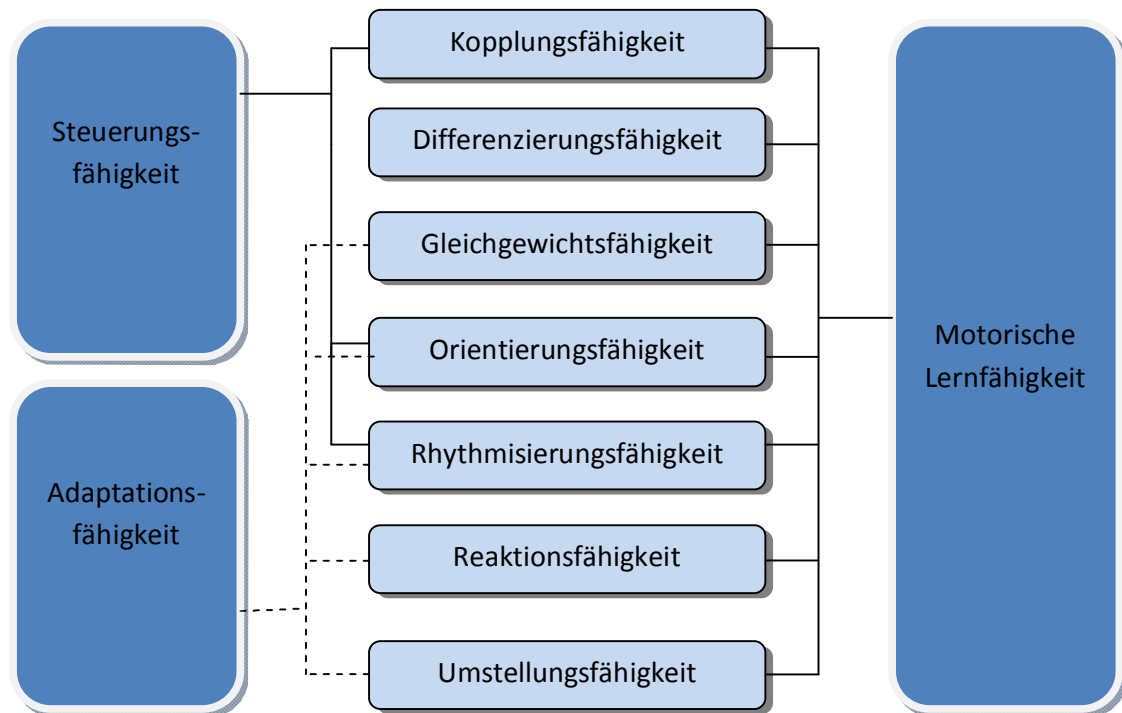 Steuerungs-
fähigkeit
Adaptations-
fähigkeit
Kopplungsfähigkeit
Differenzierungsfähigkeit
Gleichgewichtsfähigkeit
Orientierungsfähigkeit
Rhythmisierungsfähigkeit
Reaktionsfähigkeit
Umstellungsfähigkeit
Motorische
Lernfähigkeit